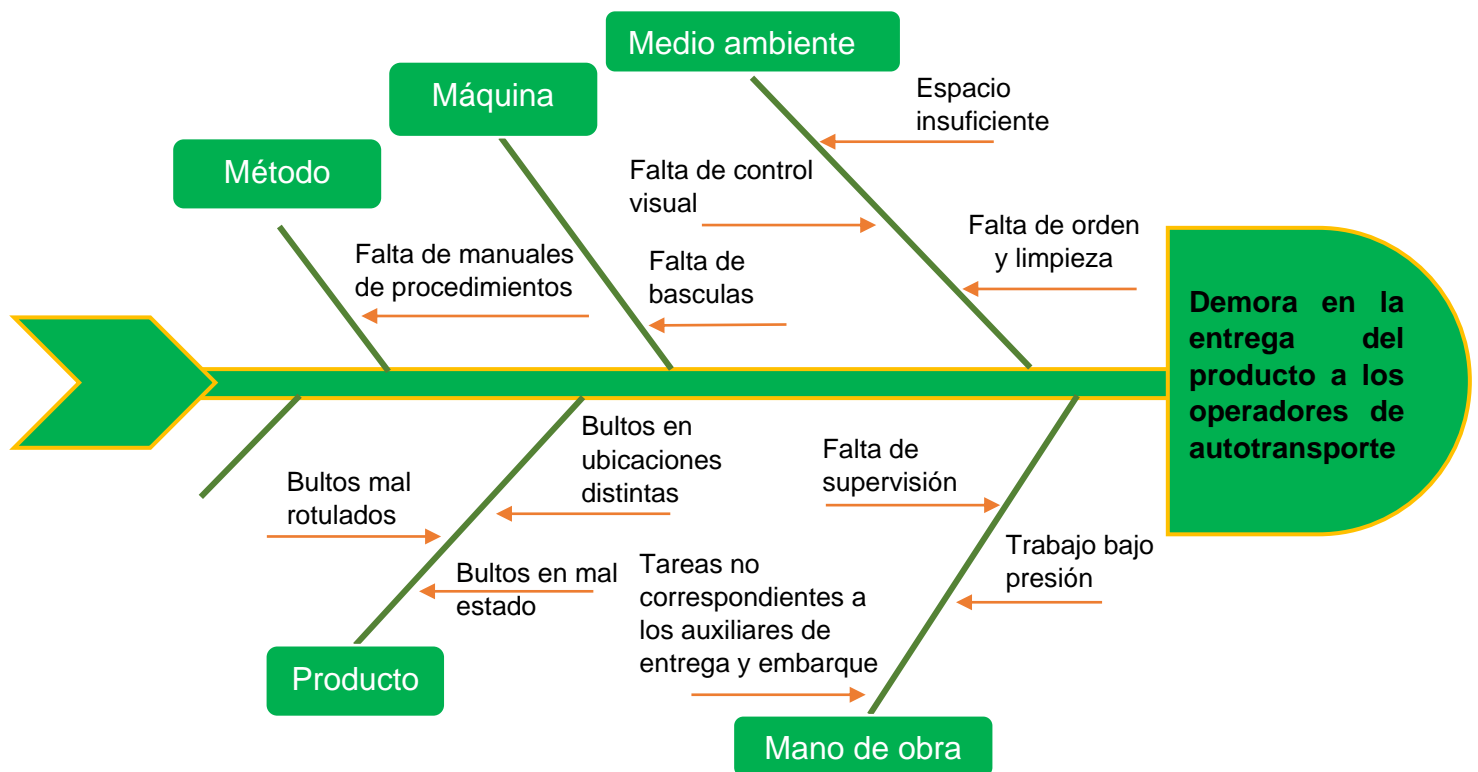 Medio ambiente
Máquina
Método
Espacio
insuficiente
Falta de control
visual
Falta de orden
y limpieza
Falta de manuales
de procedimientos
Falta de
basculas
Demora en la
entrega del
producto a los
operadores de
autotransporte
Bultos en
ubicaciones
distintas
Bultos mal
rotulados
Bultos en mal
estado
Falta de
supervisión
Trabajo bajo
presión
Tareas no
correspondientes a
los auxiliares de
entrega y embarque
Producto
Mano de obra